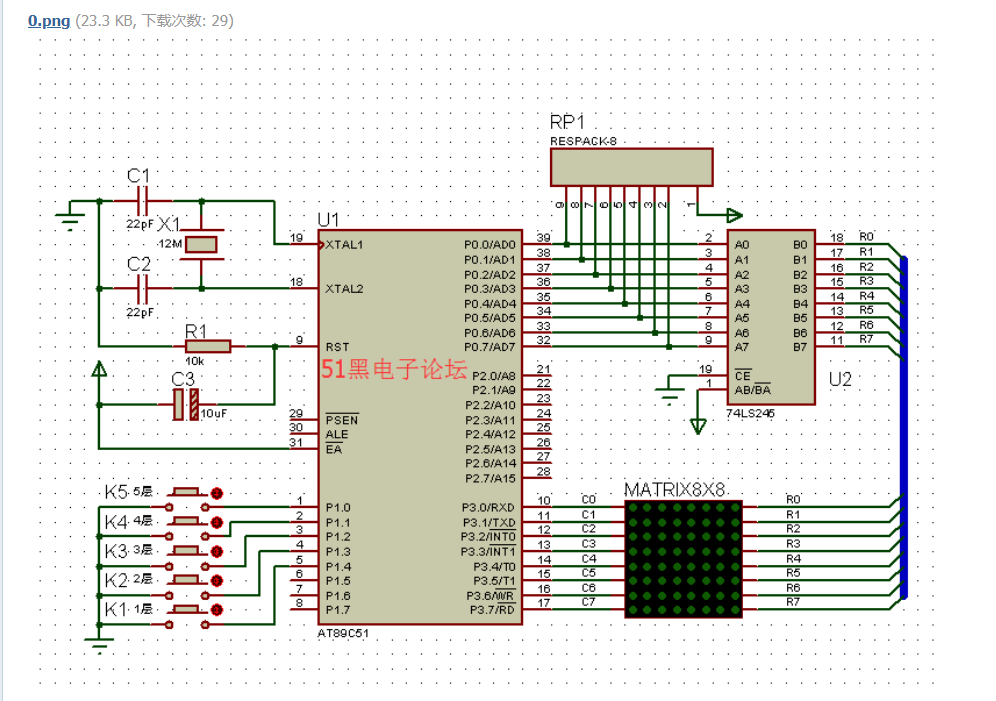 0.png (23.3 KB, 下载次数: 29)
RP1
RESPACK-8
9 8 7 6 5 4 3 2 1
C1
22pF
X1
12M
C2
22pF
R1
10k
C3
10uF
U1
19 XTAL1
18 XTAL2
9 RST
51黑电子论坛
29 PSEN
30 ALE
31 EA
1 P1.0
2 P1.1
3 P1.2
4 P1.3
5 P1.4
6 P1.5
7 P1.6
8 P1.7
P0.0/AD0 39
P0.1/AD1 38
P0.2/AD2 37
P0.3/AD3 36
P0.4/AD4 35
P0.5/AD5 34
P0.6/AD6 33
P0.7/AD7 32
P2.0/A8 21
P2.1/A9 22
P2.2/A10 23
P2.3/A11 24
P2.4/A12 25
P2.5/A13 26
P2.6/A14 27
P2.7/A15 28
P3.0/RXD 10 C0
P3.1/TXD 11 C1
P3.2/INT0 12 C2
P3.3/INT1 13 C3
P3.4/T0 14 C4
P3.5/T1 15 C5
P3.6/WR 16 C6
P3.7/RD 17 C7
AT89C51
2 A0 B0 18 R0
3 A1 B1 17 R1
4 A2 B2 16 R2
5 A3 B3 15 R3
6 A4 B4 14 R4
7 A5 B5 13 R5
8 A6 B6 12 R6
9 A7 B7 11 R7
19 CE
1 AB/BA
U2
74LS245
K5 5层
K4 4层
K3 3层
K2 2层
K1 1层
MATRIX8X8
R0
R1
R2
R3
R4
R5
R6
R7